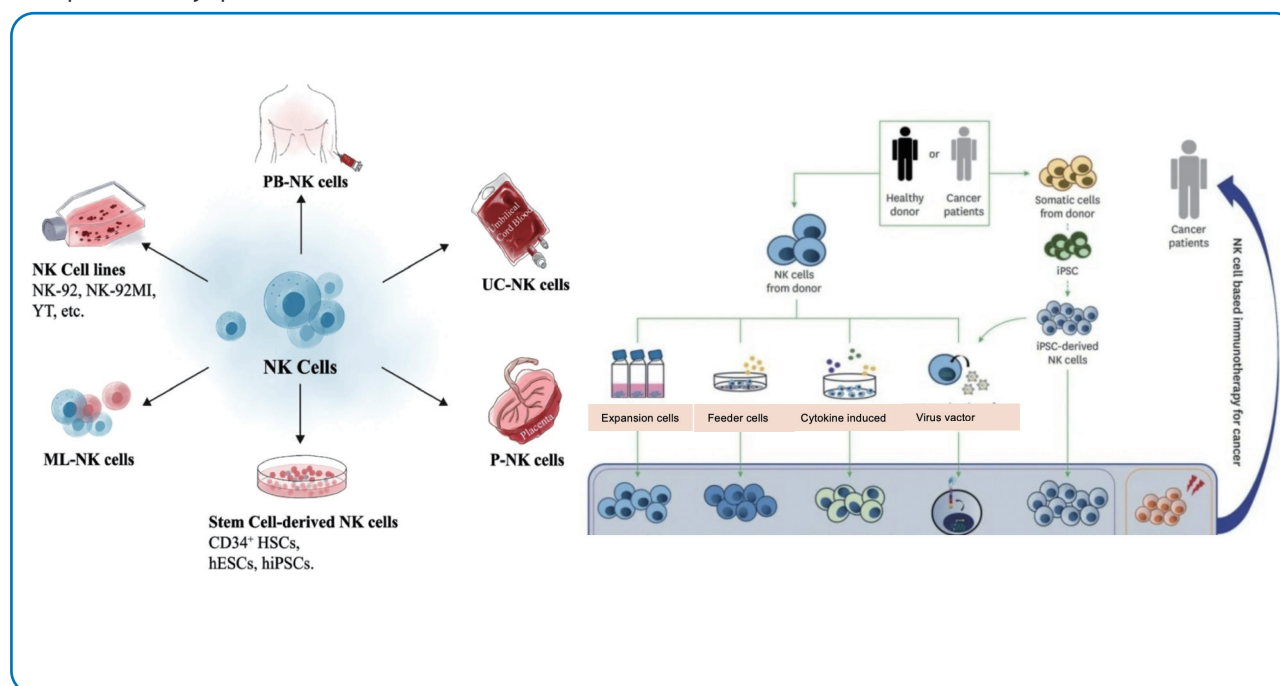 PB-NK cells
NK Cell lines
NK-92, NK-92MI,
YT, etc.
Umbilical
Cord Blood
UC-NK cells
NK Cells
ML-NK cells
Placenta
P-NK cells
Stem Cell-derived NK cells
CD34⁺ HSCs,
hESCs, hiPSCs.
Healthy
donor
or
Cancer
patients
Somatic cells
from donor
iPSC
iPSC-derived
NK cells
NK cells
from donor
Expansion cells
Feeder cells
Cytokine induced
Virus vactor
Cancer
patients
NK cell based immunotherapy for cancer